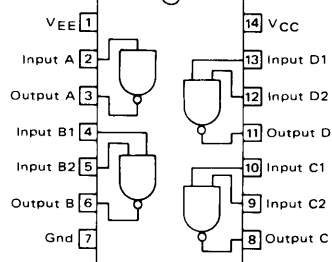 VEE 1 14 VCC
Input A 2 13 Input D1
Output A 3 12 Input D2
Input B1 4 11 Output D
Input B2 5 10 Input C1
Output B 6 9 Input C2
Gnd 7 8 Output C